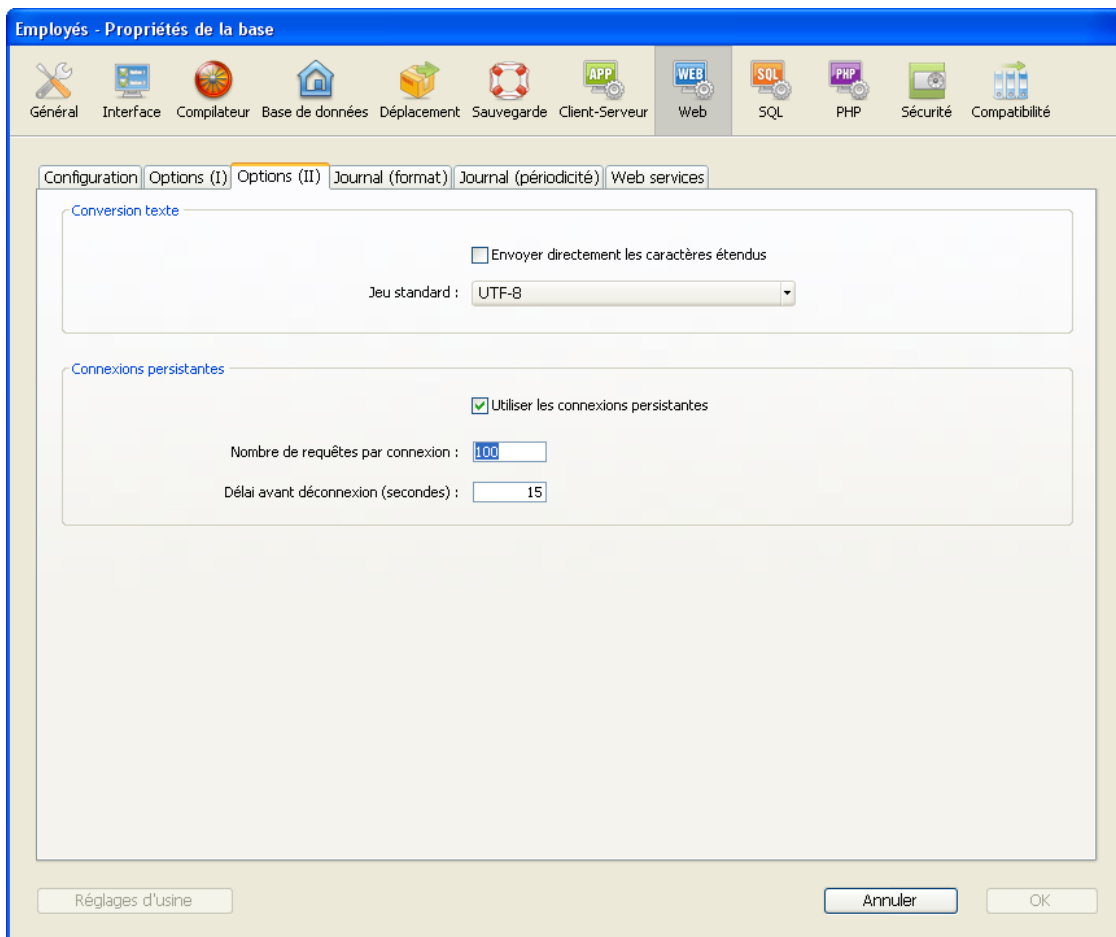 Employés - Propriétés de la base
APP WEB SQL PHP
Général Interface Compilateur Base de données Déplacement Sauvegarde Client-Serveur Web SQL PHP Sécurité Compatibilité
Configuration Options (I) Options (II) Journal (format) Journal (périodicité) Web services
Conversion texte
Envoyer directement les caractères étendus
Jeu standard : UTF-8
Connexions persistantes
Utiliser les connexions persistantes
Nombre de requêtes par connexion : 100
Délai avant déconnexion (secondes) : 15
Réglages d'usine Annuler OK